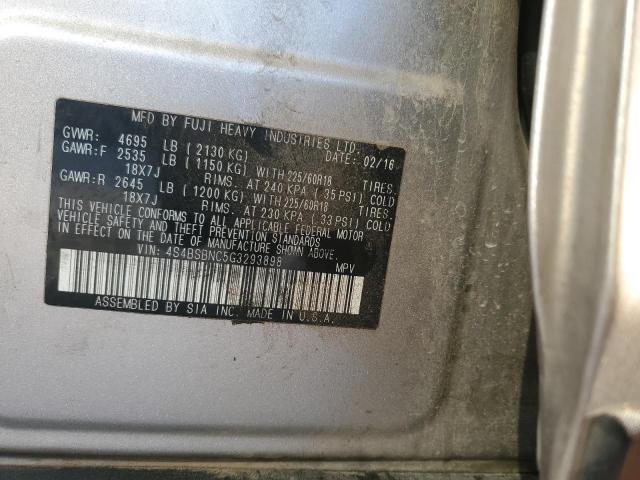 MFD BY FUJI HEAVY INDUSTRIES LTD.
GVWR: 4695 LB ( 2130 KG) DATE: 02/16
GAWR:F 2535 LB ( 1150 KG) WITH 225/60R18 TIRES.
18X7J RIMS. AT 240 KPA ( 35 PSI) COLD
GAWR:R 2645 LB ( 1200 KG) WITH 225/60R18 TIRES.
18X7J RIMS. AT 230 KPA ( 33 PSI) COLD
THIS VEHICLE CONFORMS TO ALL APPLICABLE FEDERAL MOTOR
VEHICLE SAFETY AND THEFT PREVENTION STANDARDS
IN EFFECT ON THE DATE OF MANUFACTURE SHOWN ABOVE.
VIN: 4S4BSBNC5G3293898 MPV
ASSEMBLED BY SIA INC. MADE IN U.S.A.